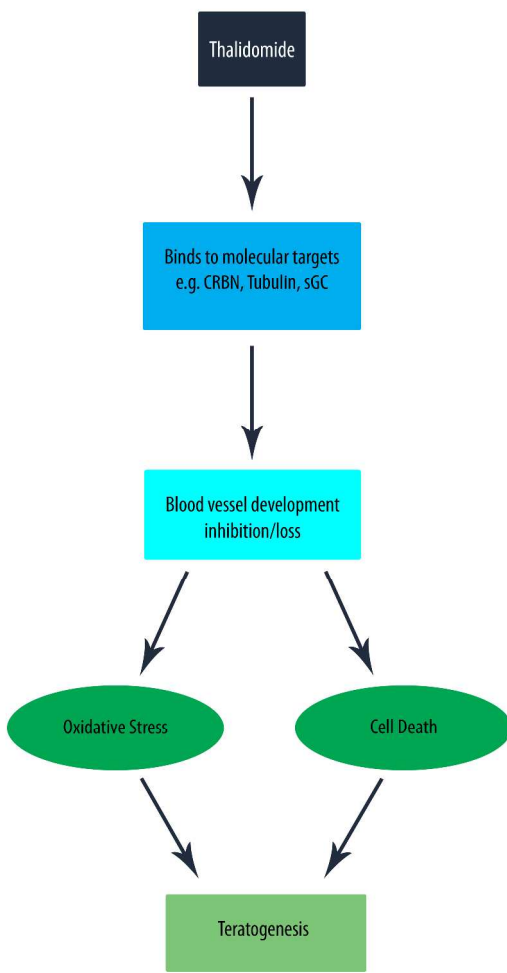 Thalidomide
Binds to molecular targets
e.g. CRBN, Tubulin, sGC
Blood vessel development
inhibition/loss
Oxidative Stress
Cell Death
Teratogenesis